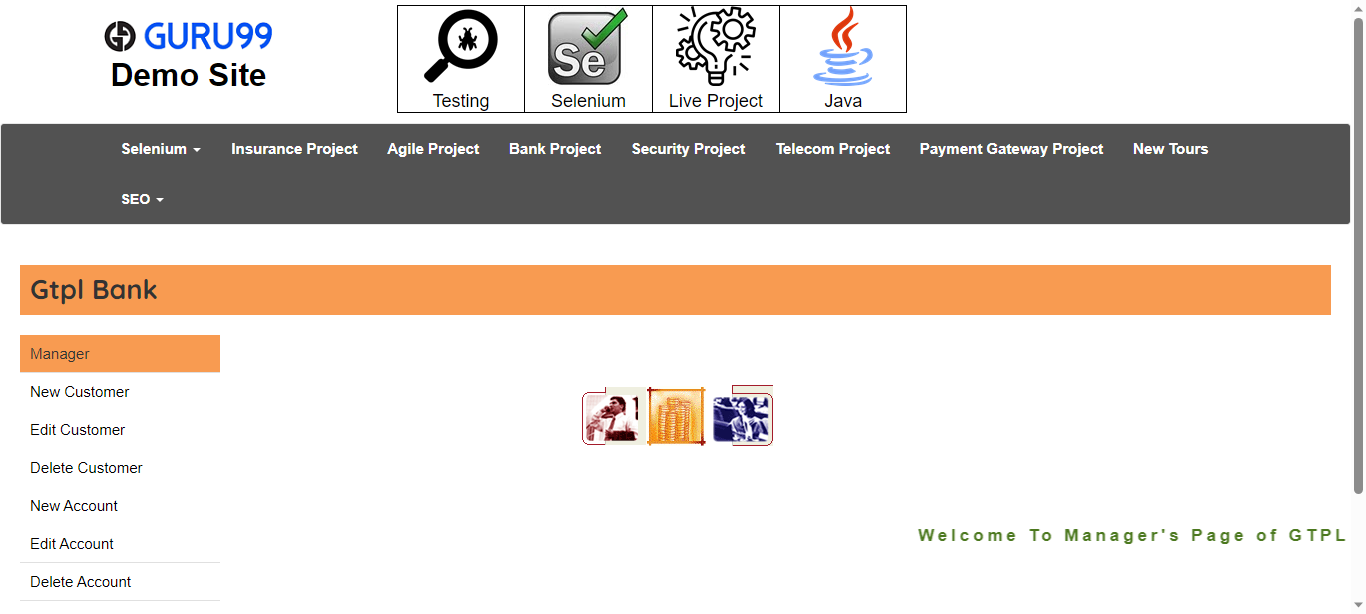 GURU99
Demo Site
Se
Testing
Selenium
Live Project
Java
Selenium
Insurance Project
Agile Project
Bank Project
Security Project
Telecom Project
Payment Gateway Project
New Tours
SEO
Gtpl Bank
Manager
New Customer
Edit Customer
Delete Customer
New Account
Edit Account
Welcome To Manager's Page of GTPL
Delete Account